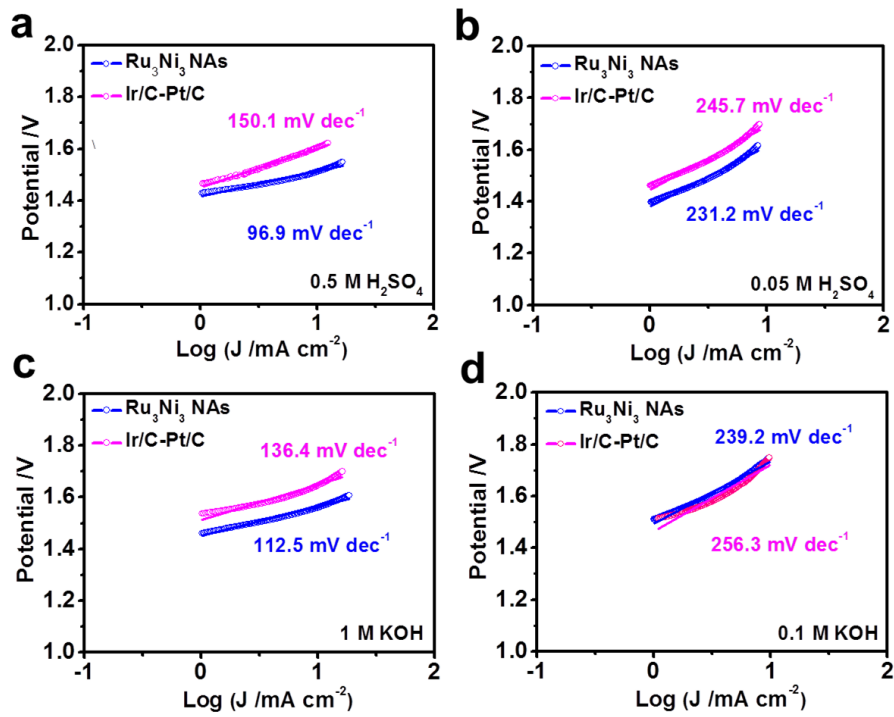 a
2.0
1.8
1.6
1.4
1.2
1.0
Potential /V
Ru₃Ni₃ NAs
Ir/C-Pt/C
150.1 mV dec⁻¹
96.9 mV dec⁻¹
0.5 M H₂SO₄
-1 0 1 2
Log (J /mA cm⁻²)
b
2.0
1.8
1.6
1.4
1.2
1.0
Potential /V
Ru₃Ni₃ NAs
Ir/C-Pt/C
245.7 mV dec⁻¹
231.2 mV dec⁻¹
0.05 M H₂SO₄
-1 0 1 2
Log (J /mA cm⁻²)
c
2.0
1.8
1.6
1.4
1.2
1.0
Potential /V
Ru₃Ni₃ NAs
Ir/C-Pt/C
136.4 mV dec⁻¹
112.5 mV dec⁻¹
1 M KOH
-1 0 1 2
Log (J /mA cm⁻²)
d
2.0
1.8
1.6
1.4
1.2
1.0
Potential /V
Ru₃Ni₃ NAs
Ir/C-Pt/C
239.2 mV dec⁻¹
256.3 mV dec⁻¹
0.1 M KOH
-1 0 1 2
Log (J /mA cm⁻²)